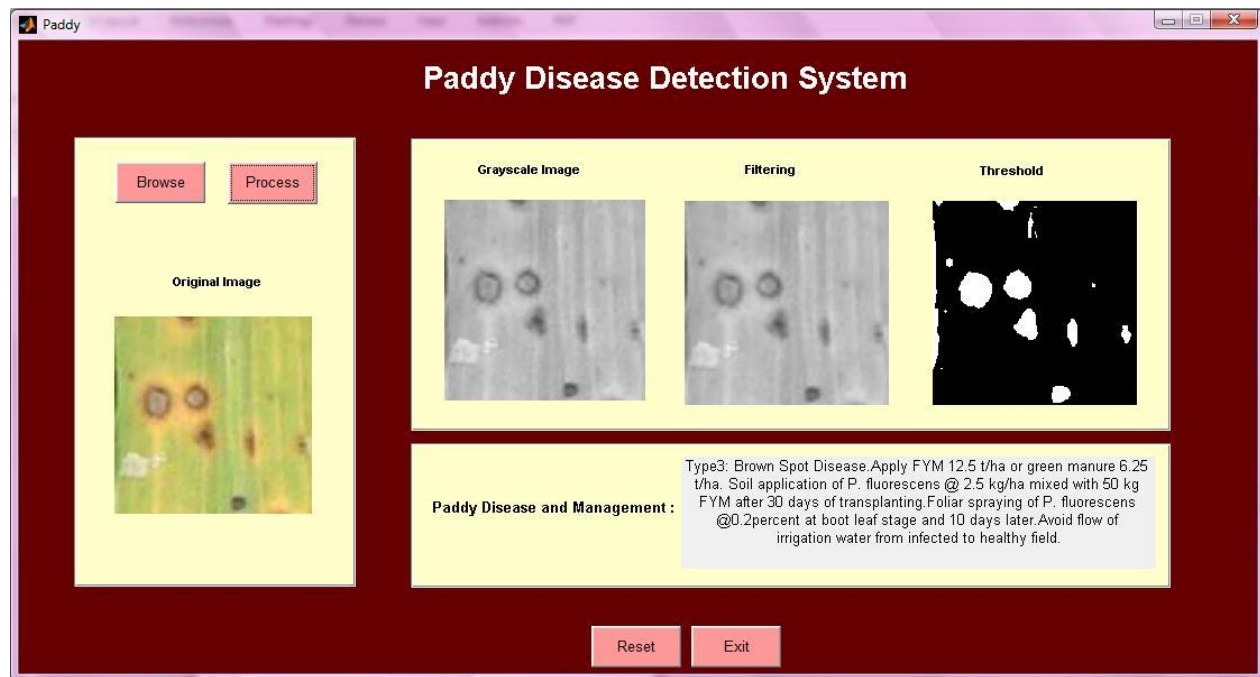 Paddy
Paddy Disease Detection System
Browse
Process
Original Image
Grayscale Image
Filtering
Threshold
Paddy Disease and Management :
Type3: Brown Spot Disease.Apply FYM 12.5 t/ha or green manure 6.25
t/ha. Soil application of P. fluorescens @ 2.5 kg/ha mixed with 50 kg
FYM after 30 days of transplanting.Foliar spraying of P. fluorescens
@0.2percent at boot leaf stage and 10 days later.Avoid flow of
irrigation water from infected to healthy field.
Reset
Exit